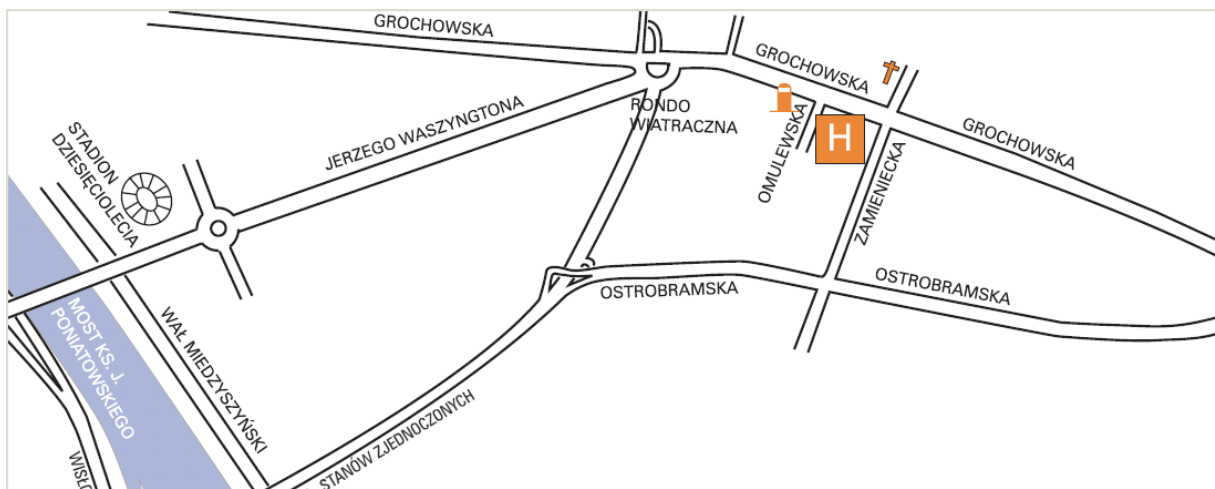 GROCHOWSKA
GROCHOWSKA
RONDO
WIATRACZNA
OMULEWSKA
H
GROCHOWSKA
JERZEGO WASZYNGTONA
STADION
DZIESIĘCIOLECIA
ZAMIENIECKA
OSTROBRAMSKA
OSTROBRAMSKA
MOST KS. J.
PONIATOWSKIEGO
WAŁ MIEDZYSZYŃSKI
STANÓW ZJEDNOCZONYCH